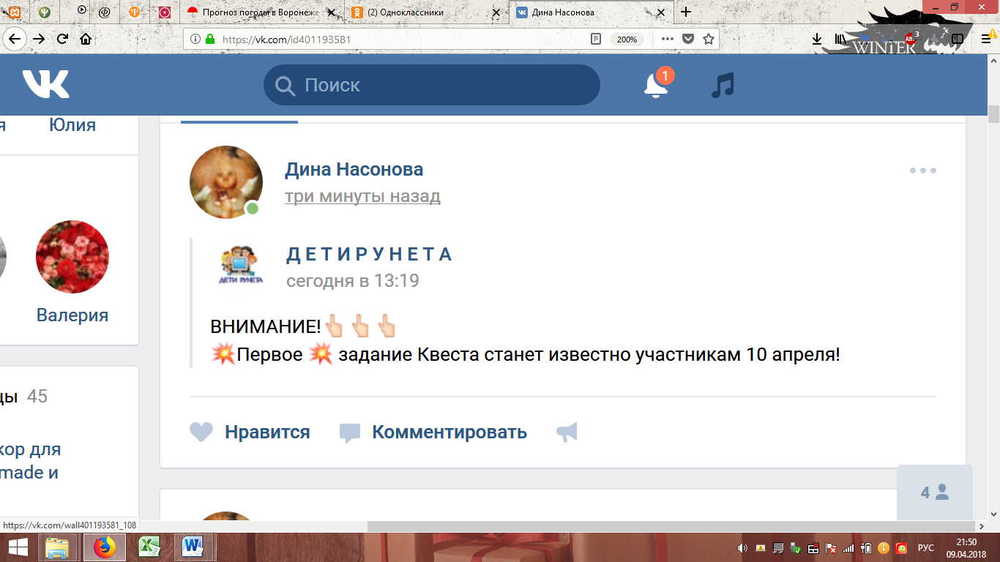 Прогноз погоды в Воронеже
(2) Одноклассники
Дина Насонова
https://vk.com/id401193581
200%
3
WINTER
Поиск
1
я
Юлия
Дина Насонова
три минуты назад
Д Е Т И Р У Н Е Т А
ДЕТИ РУНЕТА
сегодня в 13:19
Валерия
ВНИМАНИЕ!
Первое задание Квеста станет известно участникам 10 апреля!
цы 45
Нравится
Комментировать
кор для
made и
4
https://vk.com/wall401193581_108
РУС
21:50
09.04.2018